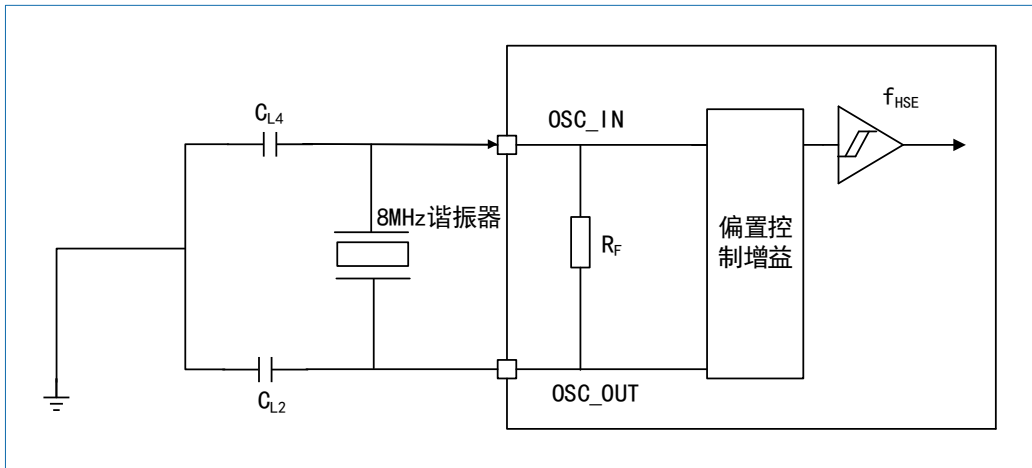 C_L4
OSC_IN
f_HSE
8MHz谐振器
R_F
偏置控
制增益
C_L2
OSC_OUT